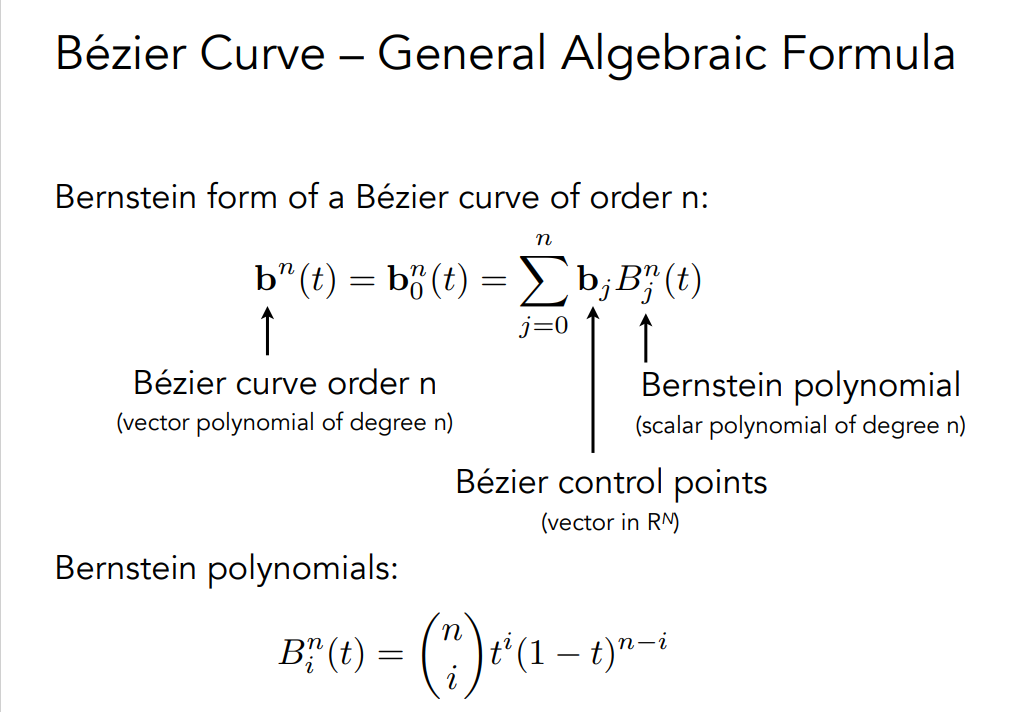 Bézier Curve – General Algebraic Formula
Bernstein form of a Bézier curve of order n:
$\mathbf{b}^n(t) = \mathbf{b}_0^n(t) = \sum_{j=0}^{n} \mathbf{b}_j B_j^n(t)$
Bézier curve order n
(vector polynomial of degree n)
Bernstein polynomial
(scalar polynomial of degree n)
Bézier control points
(vector in Rᴺ)
Bernstein polynomials:
$B_i^n(t) = \binom{n}{i} t^i (1 - t)^{n-i}$